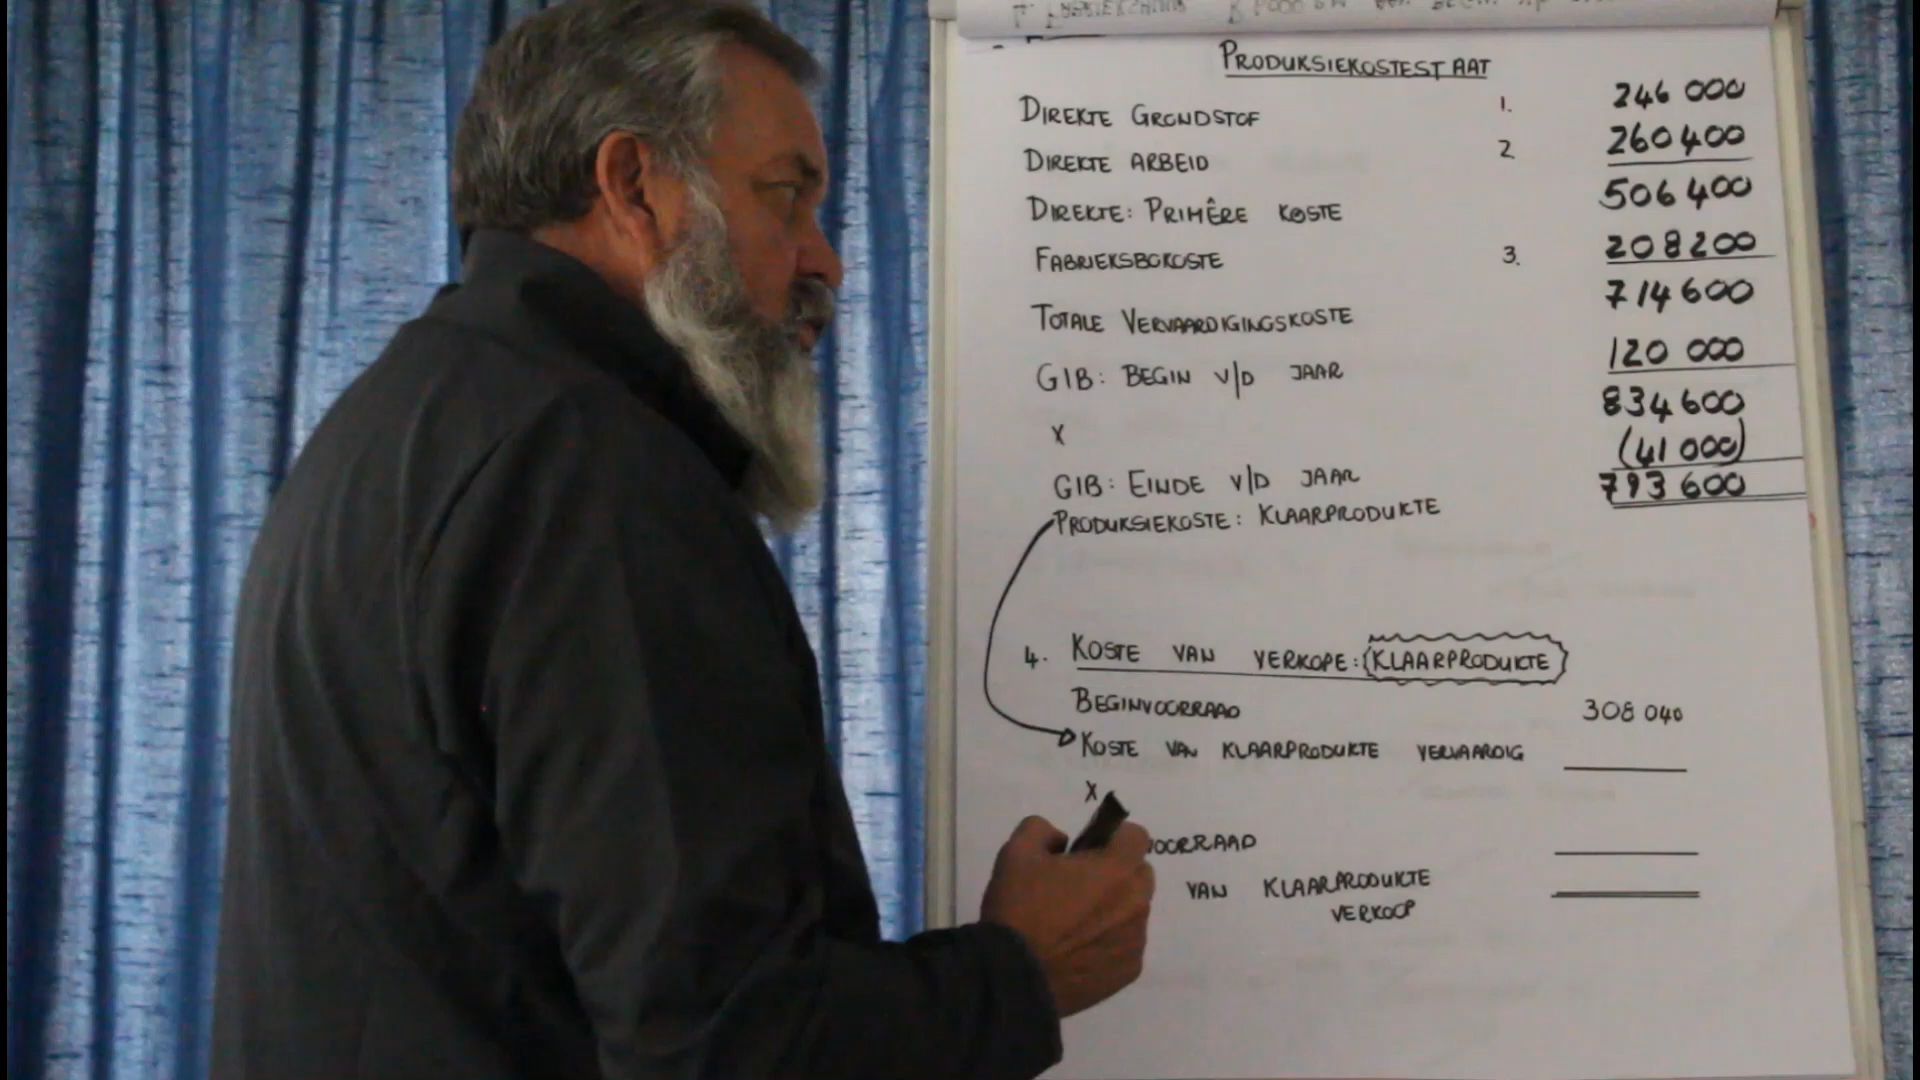 PRODUKSIEKOSTESTAAT
DIREKTE GRONDSTOF 1. 246 000
DIREKTE ARBEID 2. 260 400
DIREKTE: PRIMÊRE KOSTE 506 400
FABRIEKSBOKOSTE 3. 208 200
TOTALE VERVAARDIGINGSKOSTE 714 600
GIB: BEGIN V/D JAAR 120 000
X 834 600
GIB: EINDE V/D JAAR (41 000)
PRODUKSIEKOSTE: KLAARPRODUKTE 793 600
4. KOSTE VAN VERKOPE: (KLAARPRODUKTE)
BEGINVOORRAAD 308 040
KOSTE VAN KLAARPRODUKTE VERVAARDIG
X
VOORRAAD
VAN KLAARPRODUKTE
VERKOOP